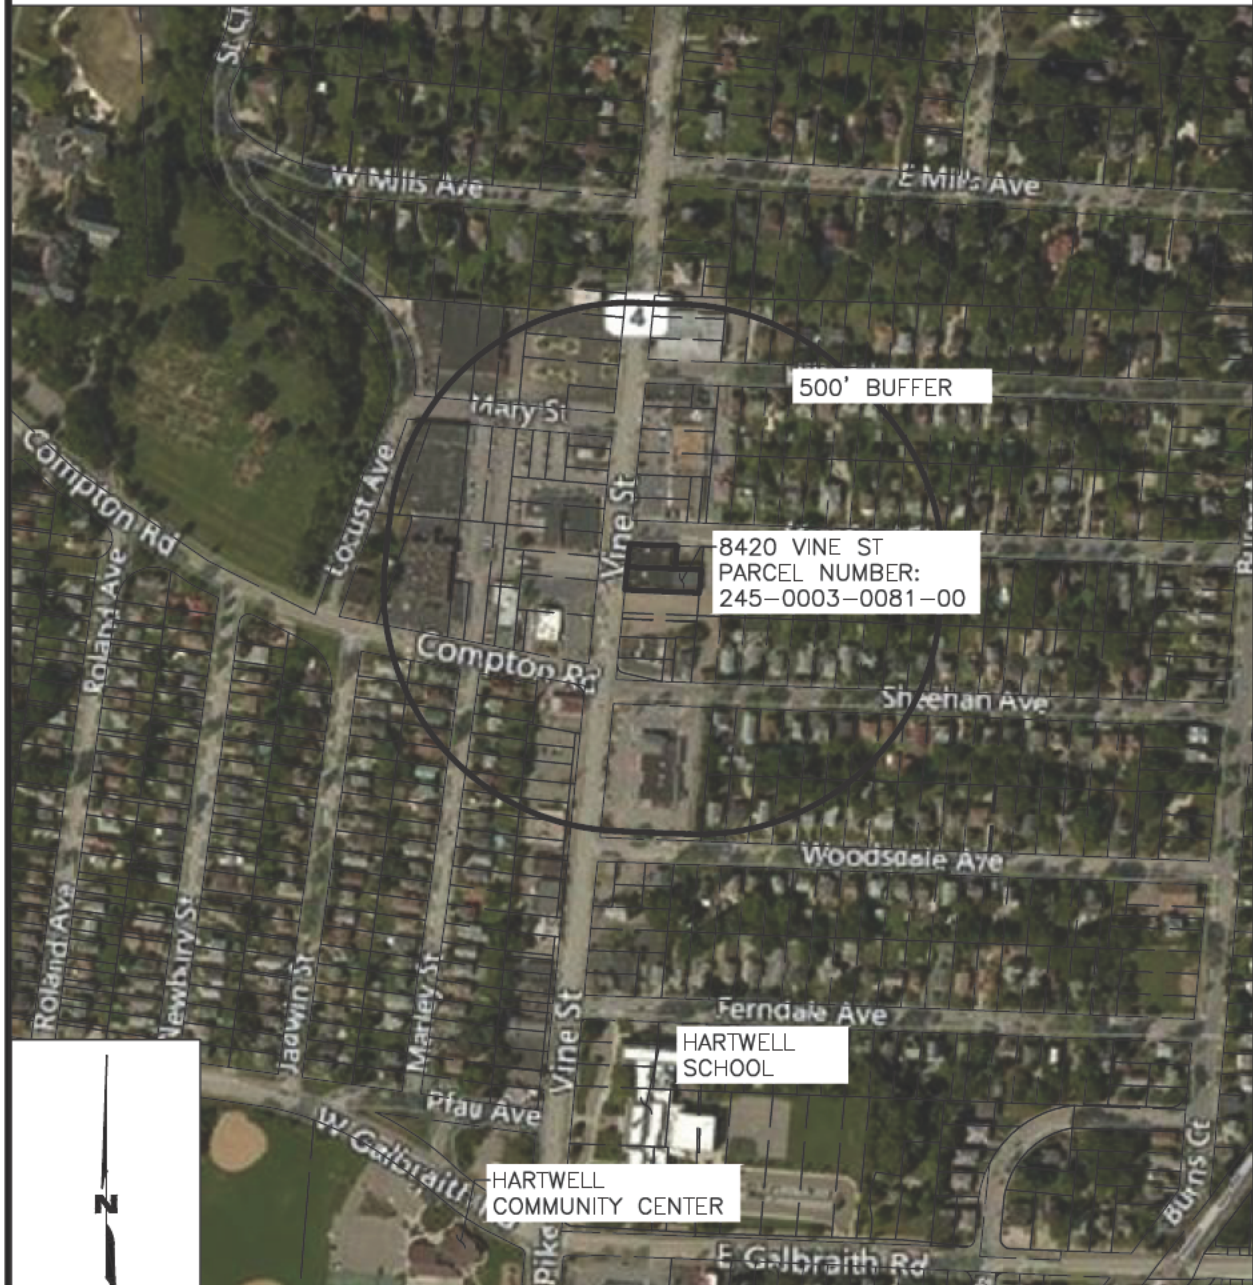 St Cl
W Mills Ave
E Mills Ave
4
500' BUFFER
Mary St
Compton Rd
Locust Ave
Vine St
8420 VINE ST
PARCEL NUMBER:
245-0003-0081-00
Roland Ave
Compton Rd
Sheehan Ave
Woodsdale Ave
Roland Ave
Newbury St
Jadwin St
Marley St
Vine St
Ferndale Ave
HARTWELL
SCHOOL
Pfau Ave
W Galbraith
HARTWELL
COMMUNITY CENTER
Burns Ct
N
Pike
E Galbraith Rd